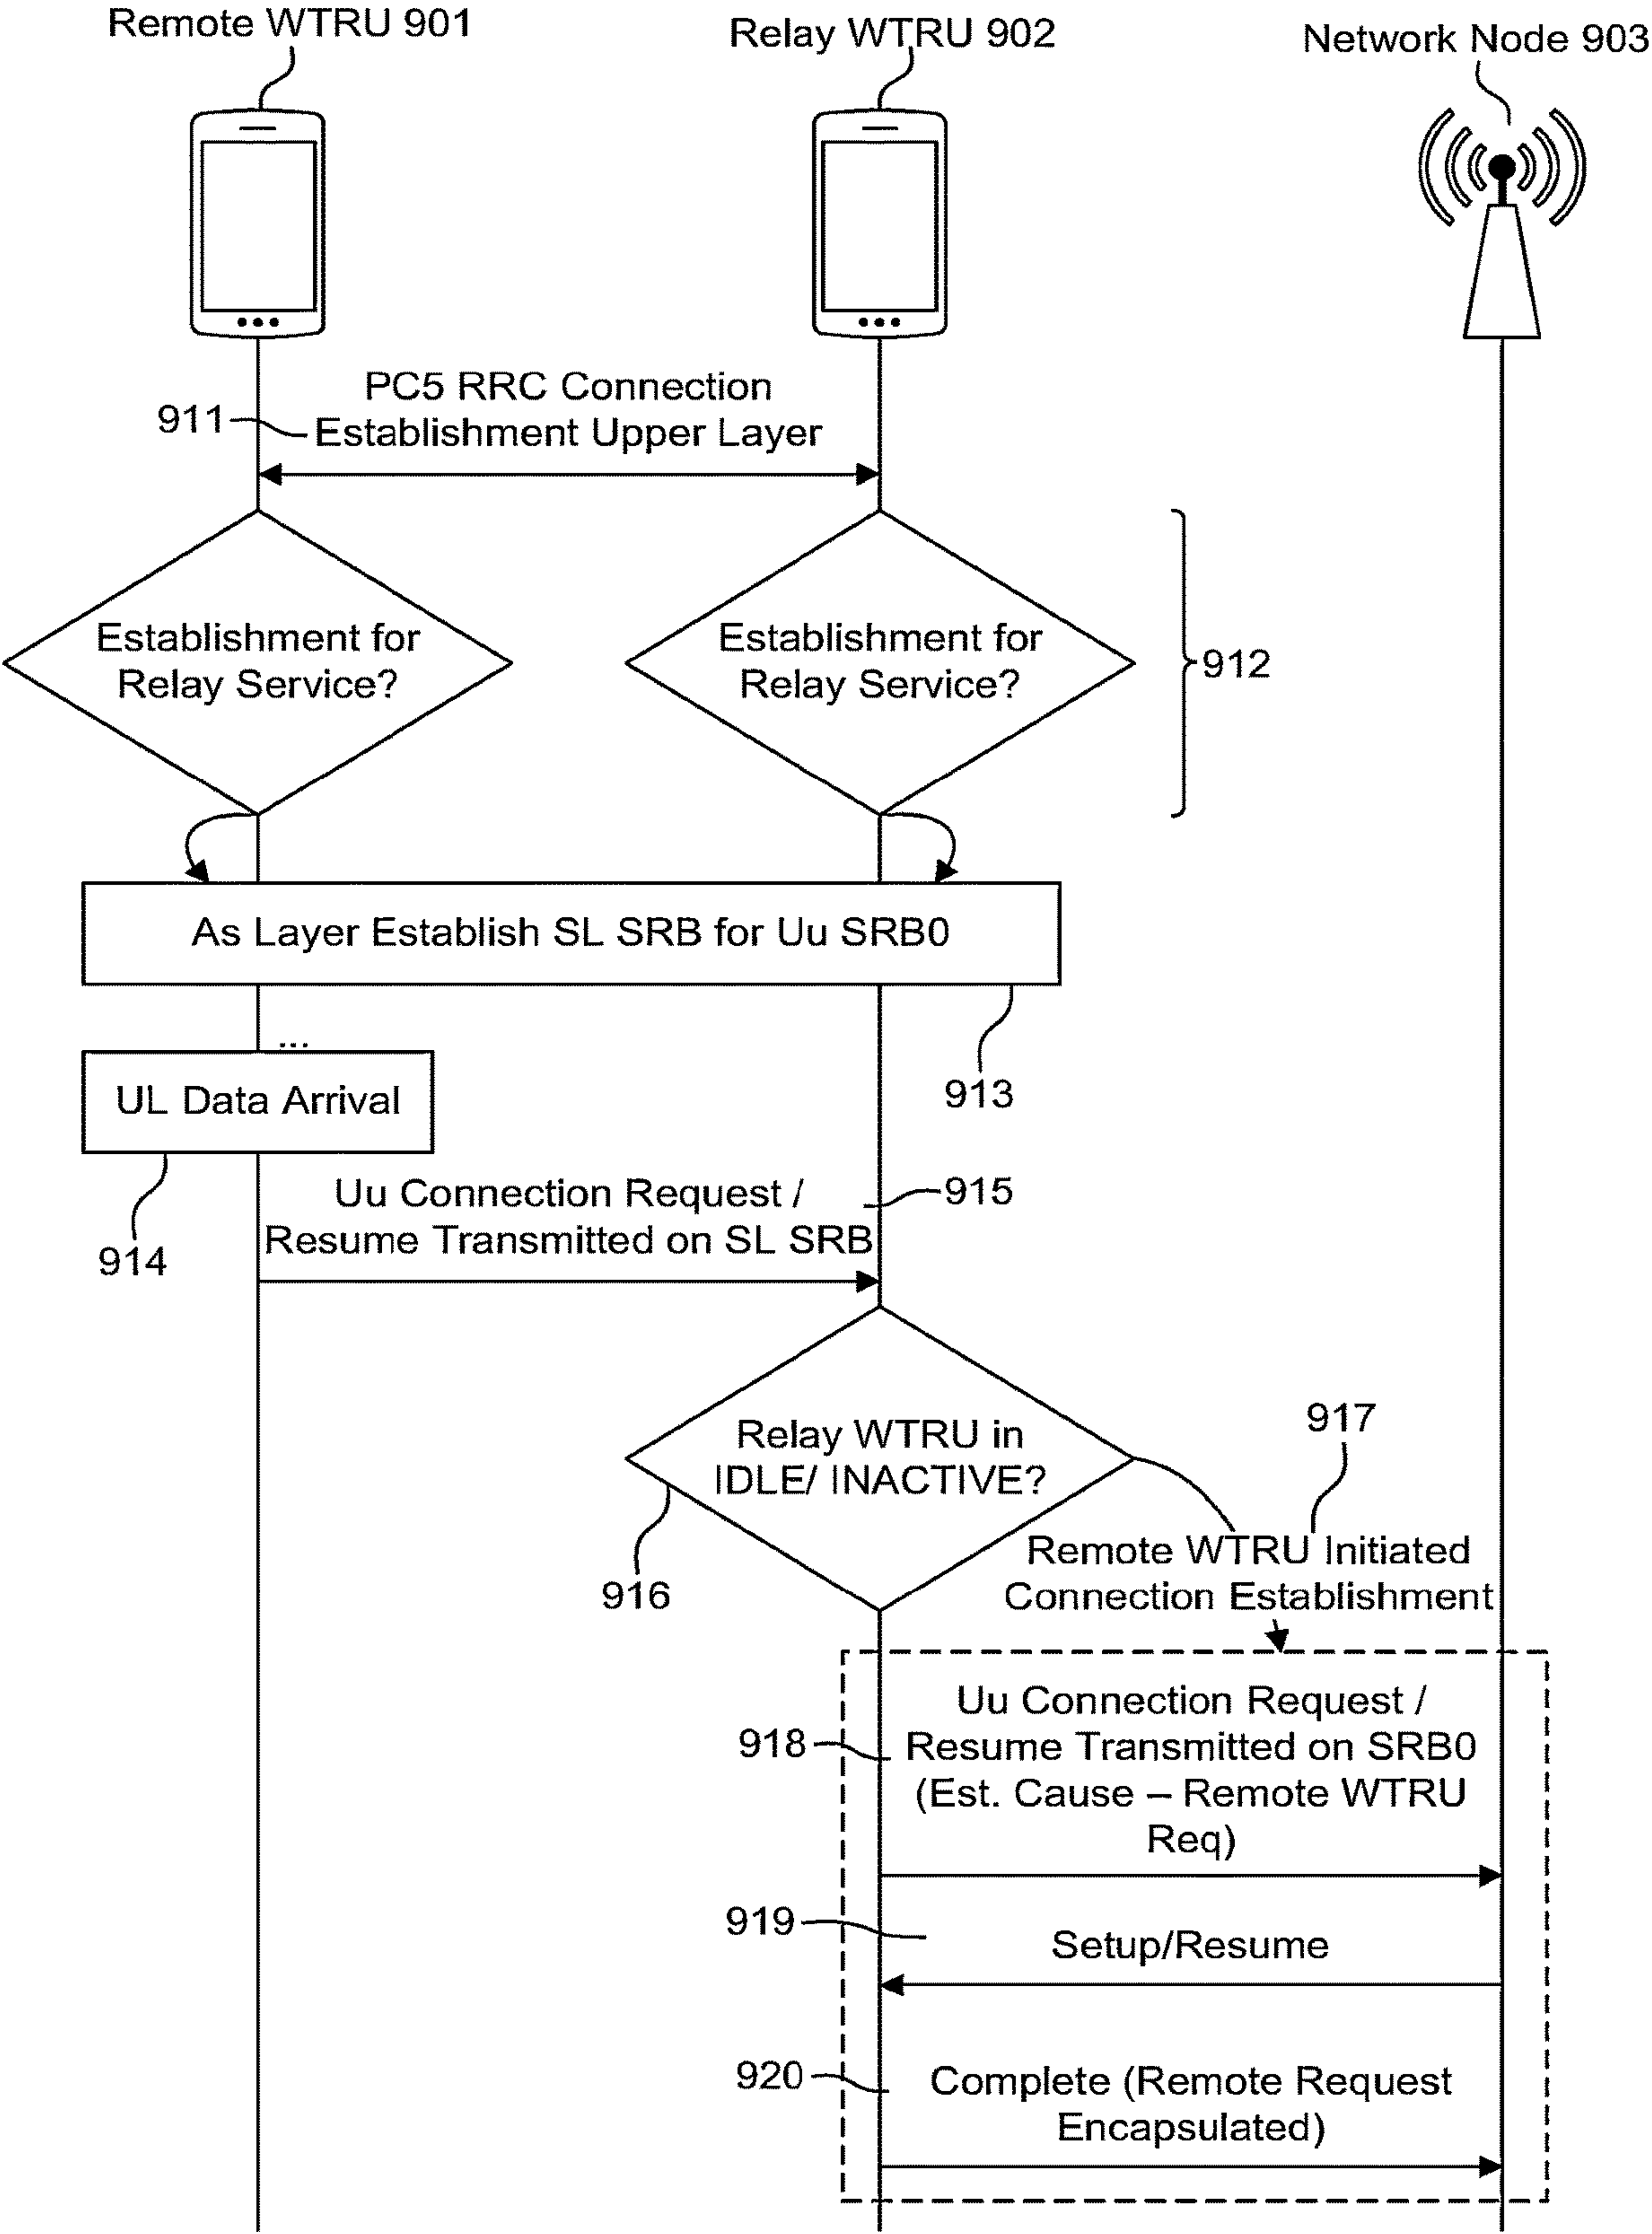 Remote WTRU 901
Relay WTRU 902
Network Node 903
PC5 RRC Connection
911
Establishment Upper Layer
Establishment for
Relay Service?
Establishment for
Relay Service?
912
As Layer Establish SL SRB for Uu SRB0
...
913
UL Data Arrival
914
Uu Connection Request /
915
Resume Transmitted on SL SRB
Relay WTRU in
IDLE/ INACTIVE?
916
917
Remote WTRU Initiated
Connection Establishment
Uu Connection Request /
918
Resume Transmitted on SRB0
(Est. Cause – Remote WTRU
Req)
919
Setup/Resume
920
Complete (Remote Request
Encapsulated)